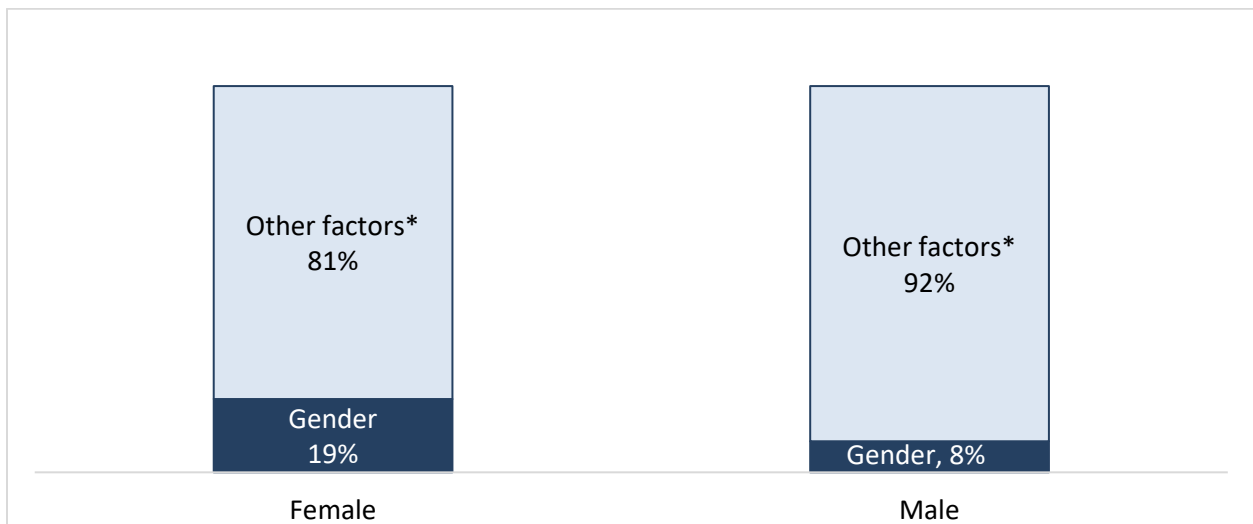 Other factors*
81%
Gender
19%
Female
Other factors*
92%
Gender, 8%
Male